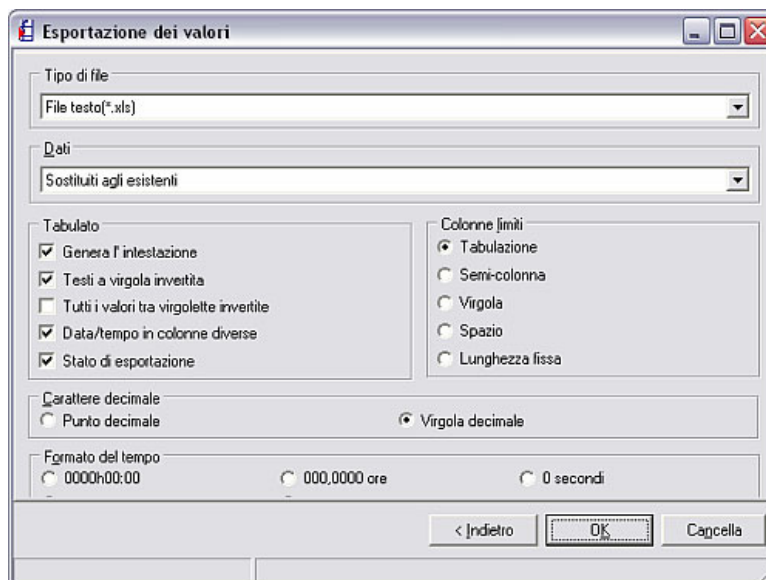 Esportazione dei valori
Tipo di file
File testo(*.xls)
Dati
Sostituiti agli esistenti
Tabulato
Genera l' intestazione
Testi a virgola invertita
Tutti i valori tra virgolette invertite
Data/tempo in colonne diverse
Stato di esportazione
Colonne limiti
Tabulazione
Semi-colonna
Virgola
Spazio
Lunghezza fissa
Carattere decimale
Punto decimale
Virgola decimale
Formato del tempo
0000h00:00
000,0000 ore
0 secondi
< Indietro
OK
Cancella